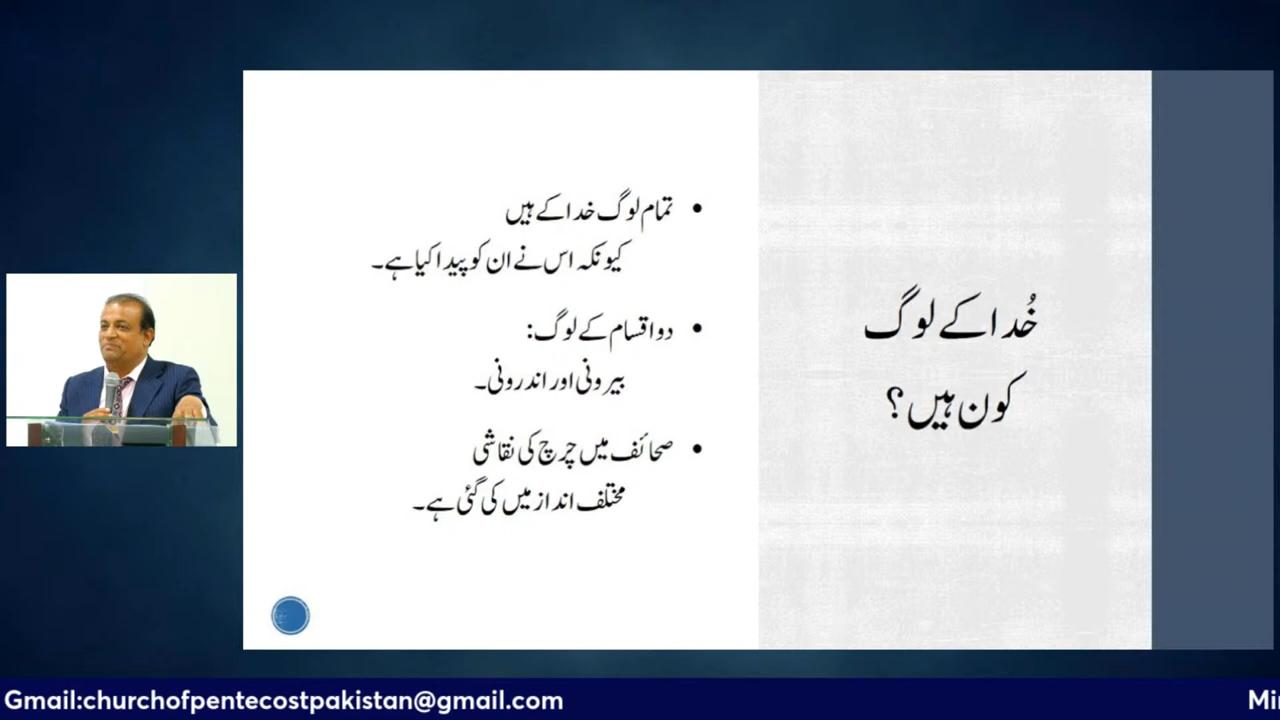 خُدا کے لوگ
کون ہیں؟
• تمام لوگ خدا کے ہیں
کیونکہ اس نے ان کو پیدا کیا ہے۔
• دو اقسام کے لوگ:
بیرونی اور اندرونی۔
• صحائف میں چرچ کی نقاشی
مختلف انداز میں کی گئی ہے۔
Gmail:churchofpentecostpakistan@gmail.com